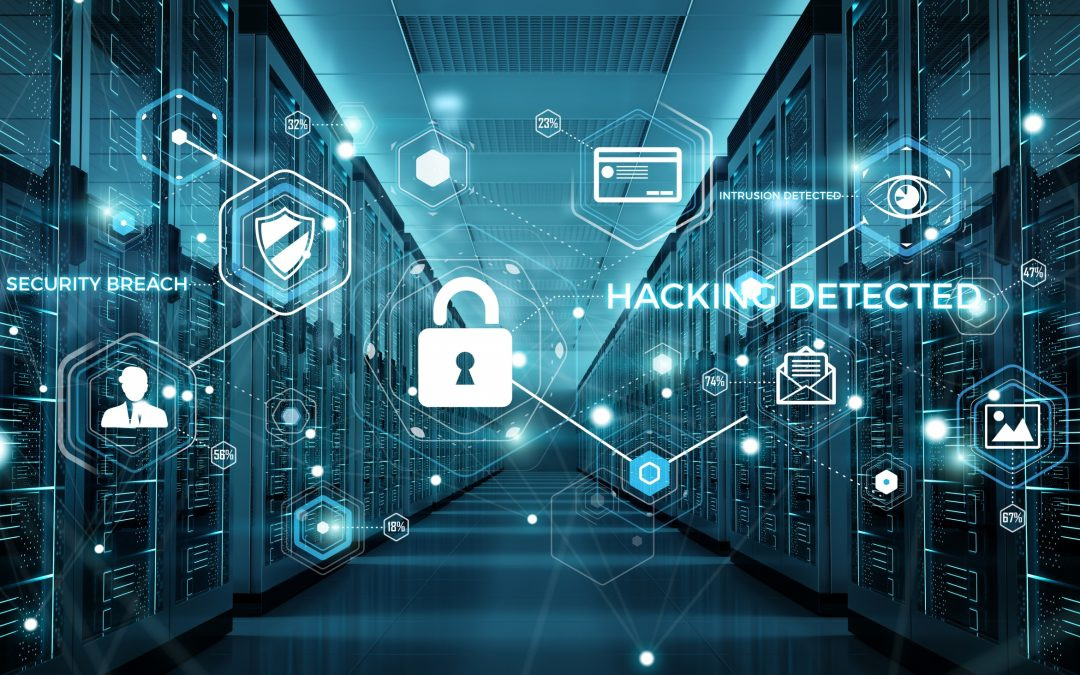 32%
23%
INTRUSION DETECTED
SECURITY BREACH
47%
HACKING DETECTED
74%
56%
18%
67%